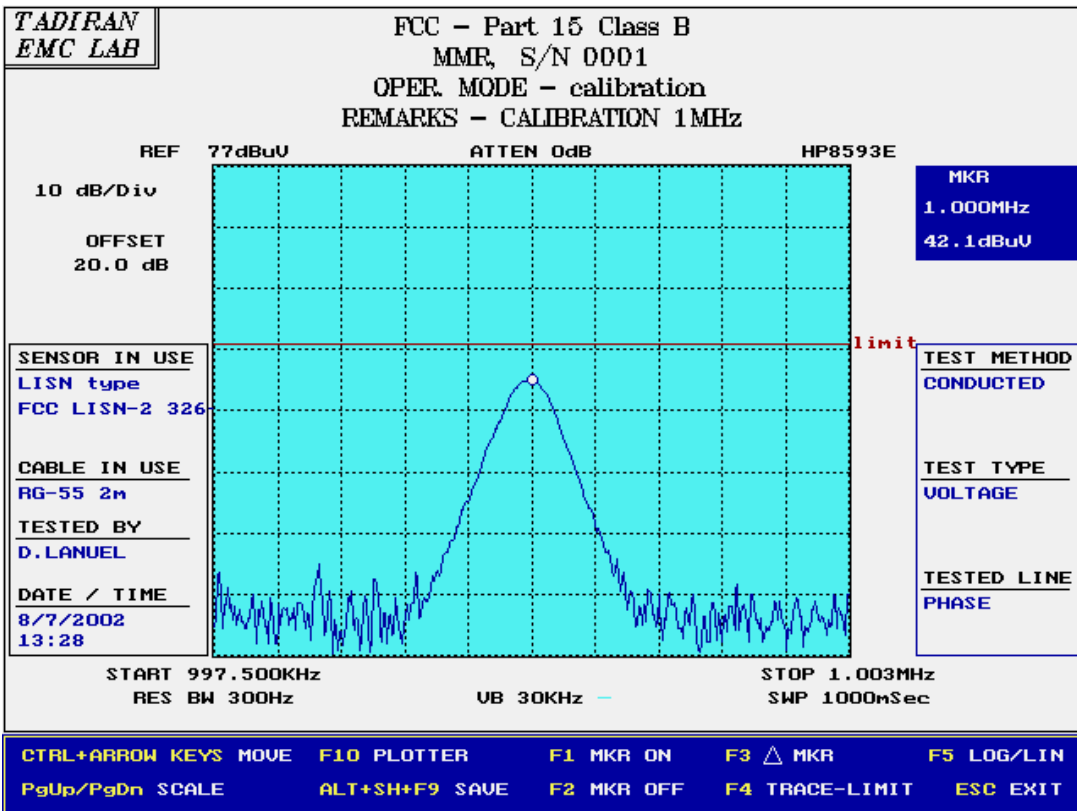 TADIRAN
EMC LAB
FCC - Part 15 Class B
MMR, S/N 0001
OPER. MODE - calibration
REMARKS - CALIBRATION 1MHz
REF 77dBuV ATTEN 0dB HP8593E
10 dB/Div
OFFSET
20.0 dB
MKR
1.000MHz
42.1dBuV
limit
SENSOR IN USE
LISN type
FCC LISN-2 326
CABLE IN USE
RG-55 2m
TESTED BY
D.LANUEL
DATE / TIME
8/7/2002
13:28
TEST METHOD
CONDUCTED
TEST TYPE
VOLTAGE
TESTED LINE
PHASE
START 997.500KHz STOP 1.003MHz
RES BW 300Hz VB 30KHz SWP 1000mSec
CTRL+ARROW KEYS MOVE F10 PLOTTER F1 MKR ON F3 △ MKR F5 LOG/LIN
PgUp/PgDn SCALE ALT+SH+F9 SAVE F2 MKR OFF F4 TRACE-LIMIT ESC EXIT